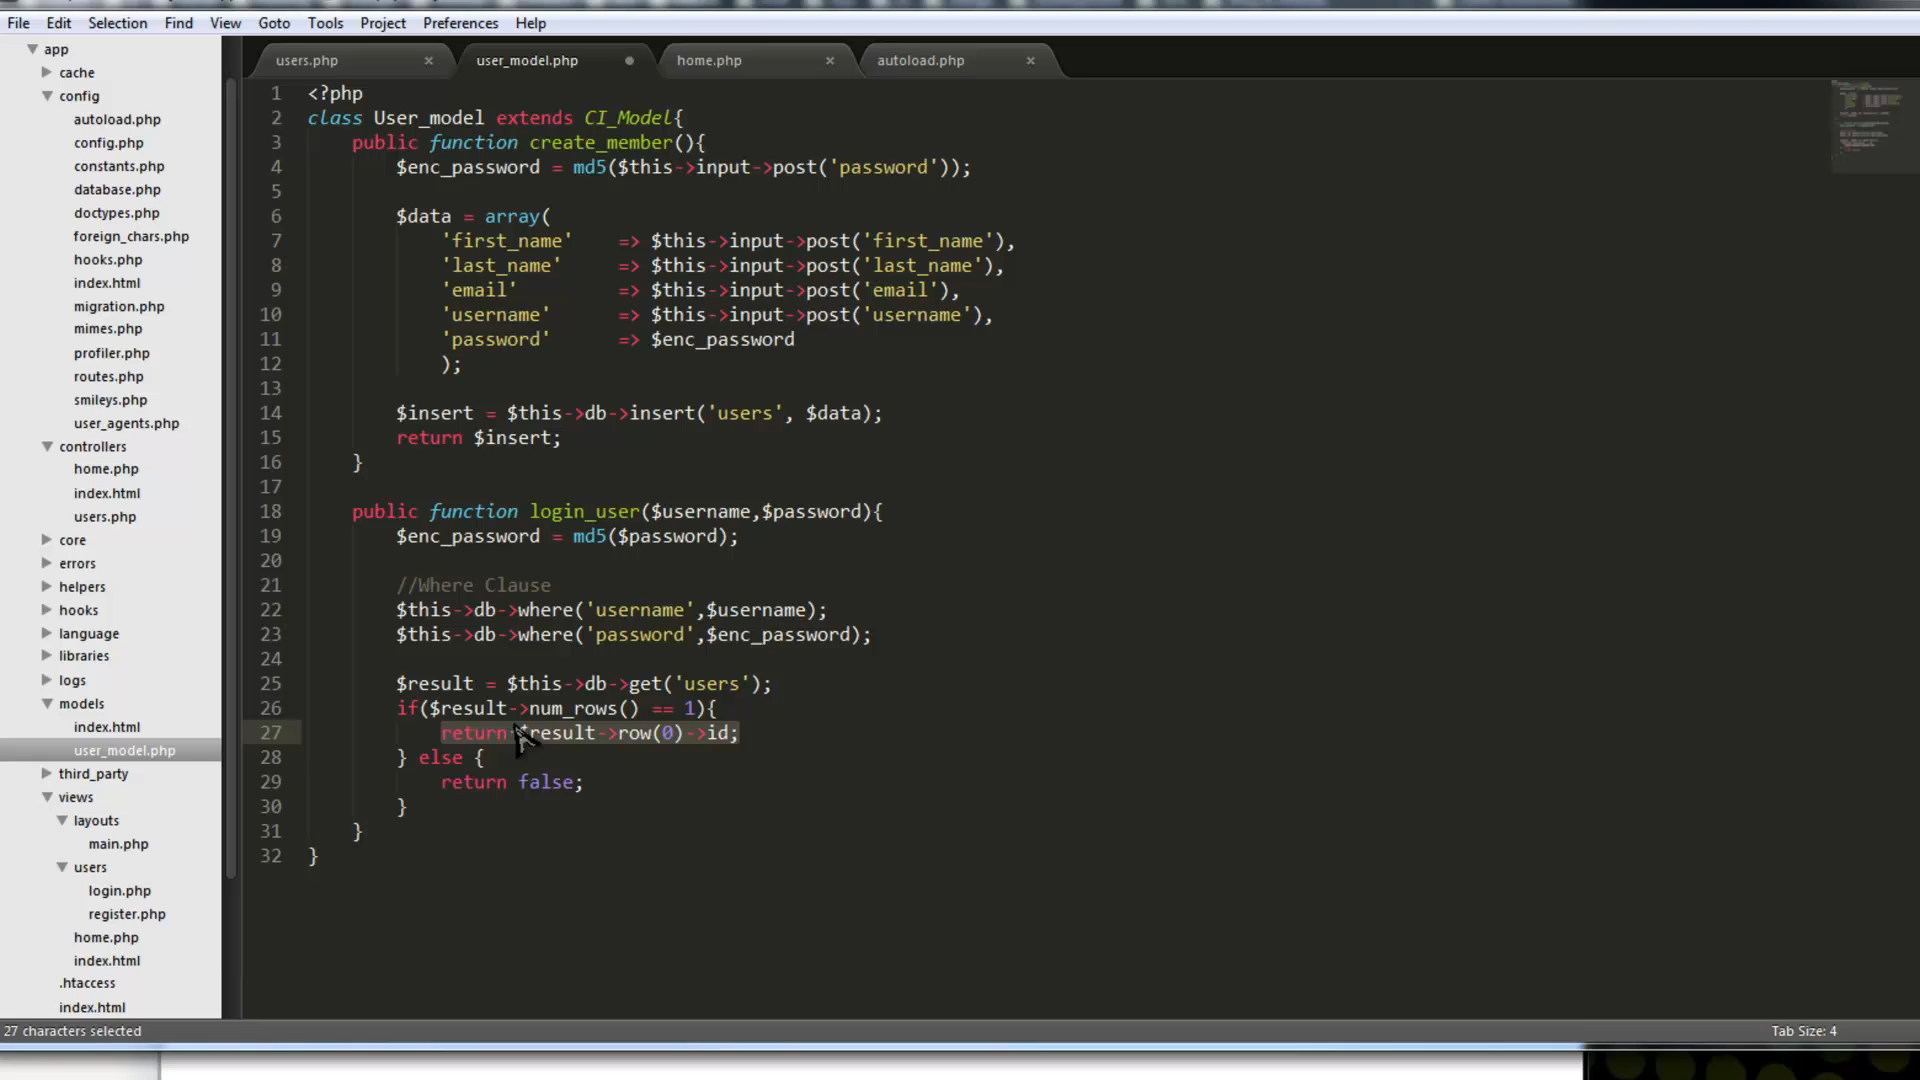 File Edit Selection Find View Goto Tools Project Preferences Help
app
cache
config
autoload.php
config.php
constants.php
database.php
doctypes.php
foreign_chars.php
hooks.php
index.html
migration.php
mimes.php
profiler.php
routes.php
smileys.php
user_agents.php
controllers
home.php
index.html
users.php
core
errors
helpers
hooks
language
libraries
logs
models
index.html
user_model.php
third_party
views
layouts
main.php
users
login.php
register.php
home.php
index.html
.htaccess
index.html
users.php × user_model.php home.php × autoload.php ×
1 <?php
2 class User_model extends CI_Model{
3 public function create_member(){
4 $enc_password = md5($this->input->post('password'));
5
6 $data = array(
7 'first_name' => $this->input->post('first_name'),
8 'last_name' => $this->input->post('last_name'),
9 'email' => $this->input->post('email'),
10 'username' => $this->input->post('username'),
11 'password' => $enc_password
12 );
13
14 $insert = $this->db->insert('users', $data);
15 return $insert;
16 }
17
18 public function login_user($username,$password){
19 $enc_password = md5($password);
20
21 //Where Clause
22 $this->db->where('username',$username);
23 $this->db->where('password',$enc_password);
24
25 $result = $this->db->get('users');
26 if($result->num_rows() == 1){
27 return $result->row(0)->id;
28 } else {
29 return false;
30 }
31 }
32 }
27 characters selected Tab Size: 4